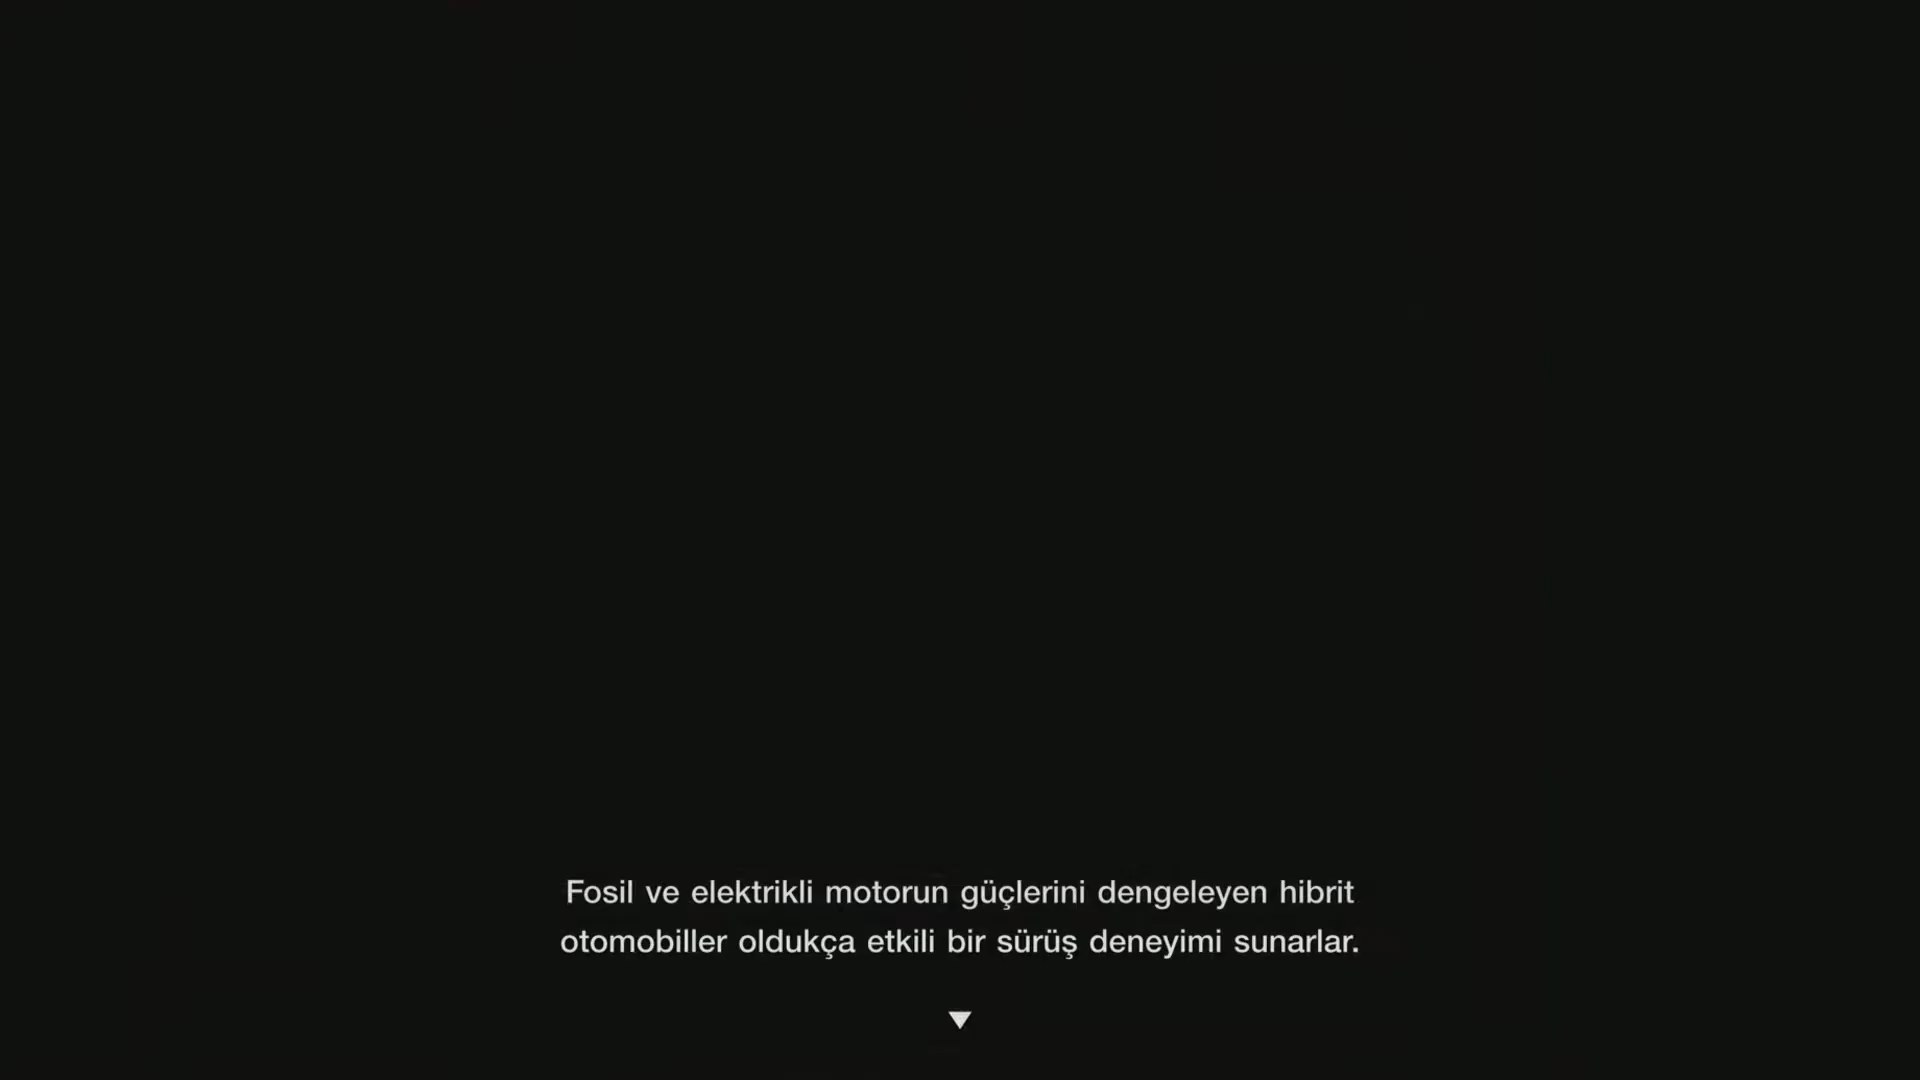 Fosil ve elektrikli motorun güçlerini dengeleyen hibrit
otomobiller oldukça etkili bir sürüş deneyimi sunarlar.